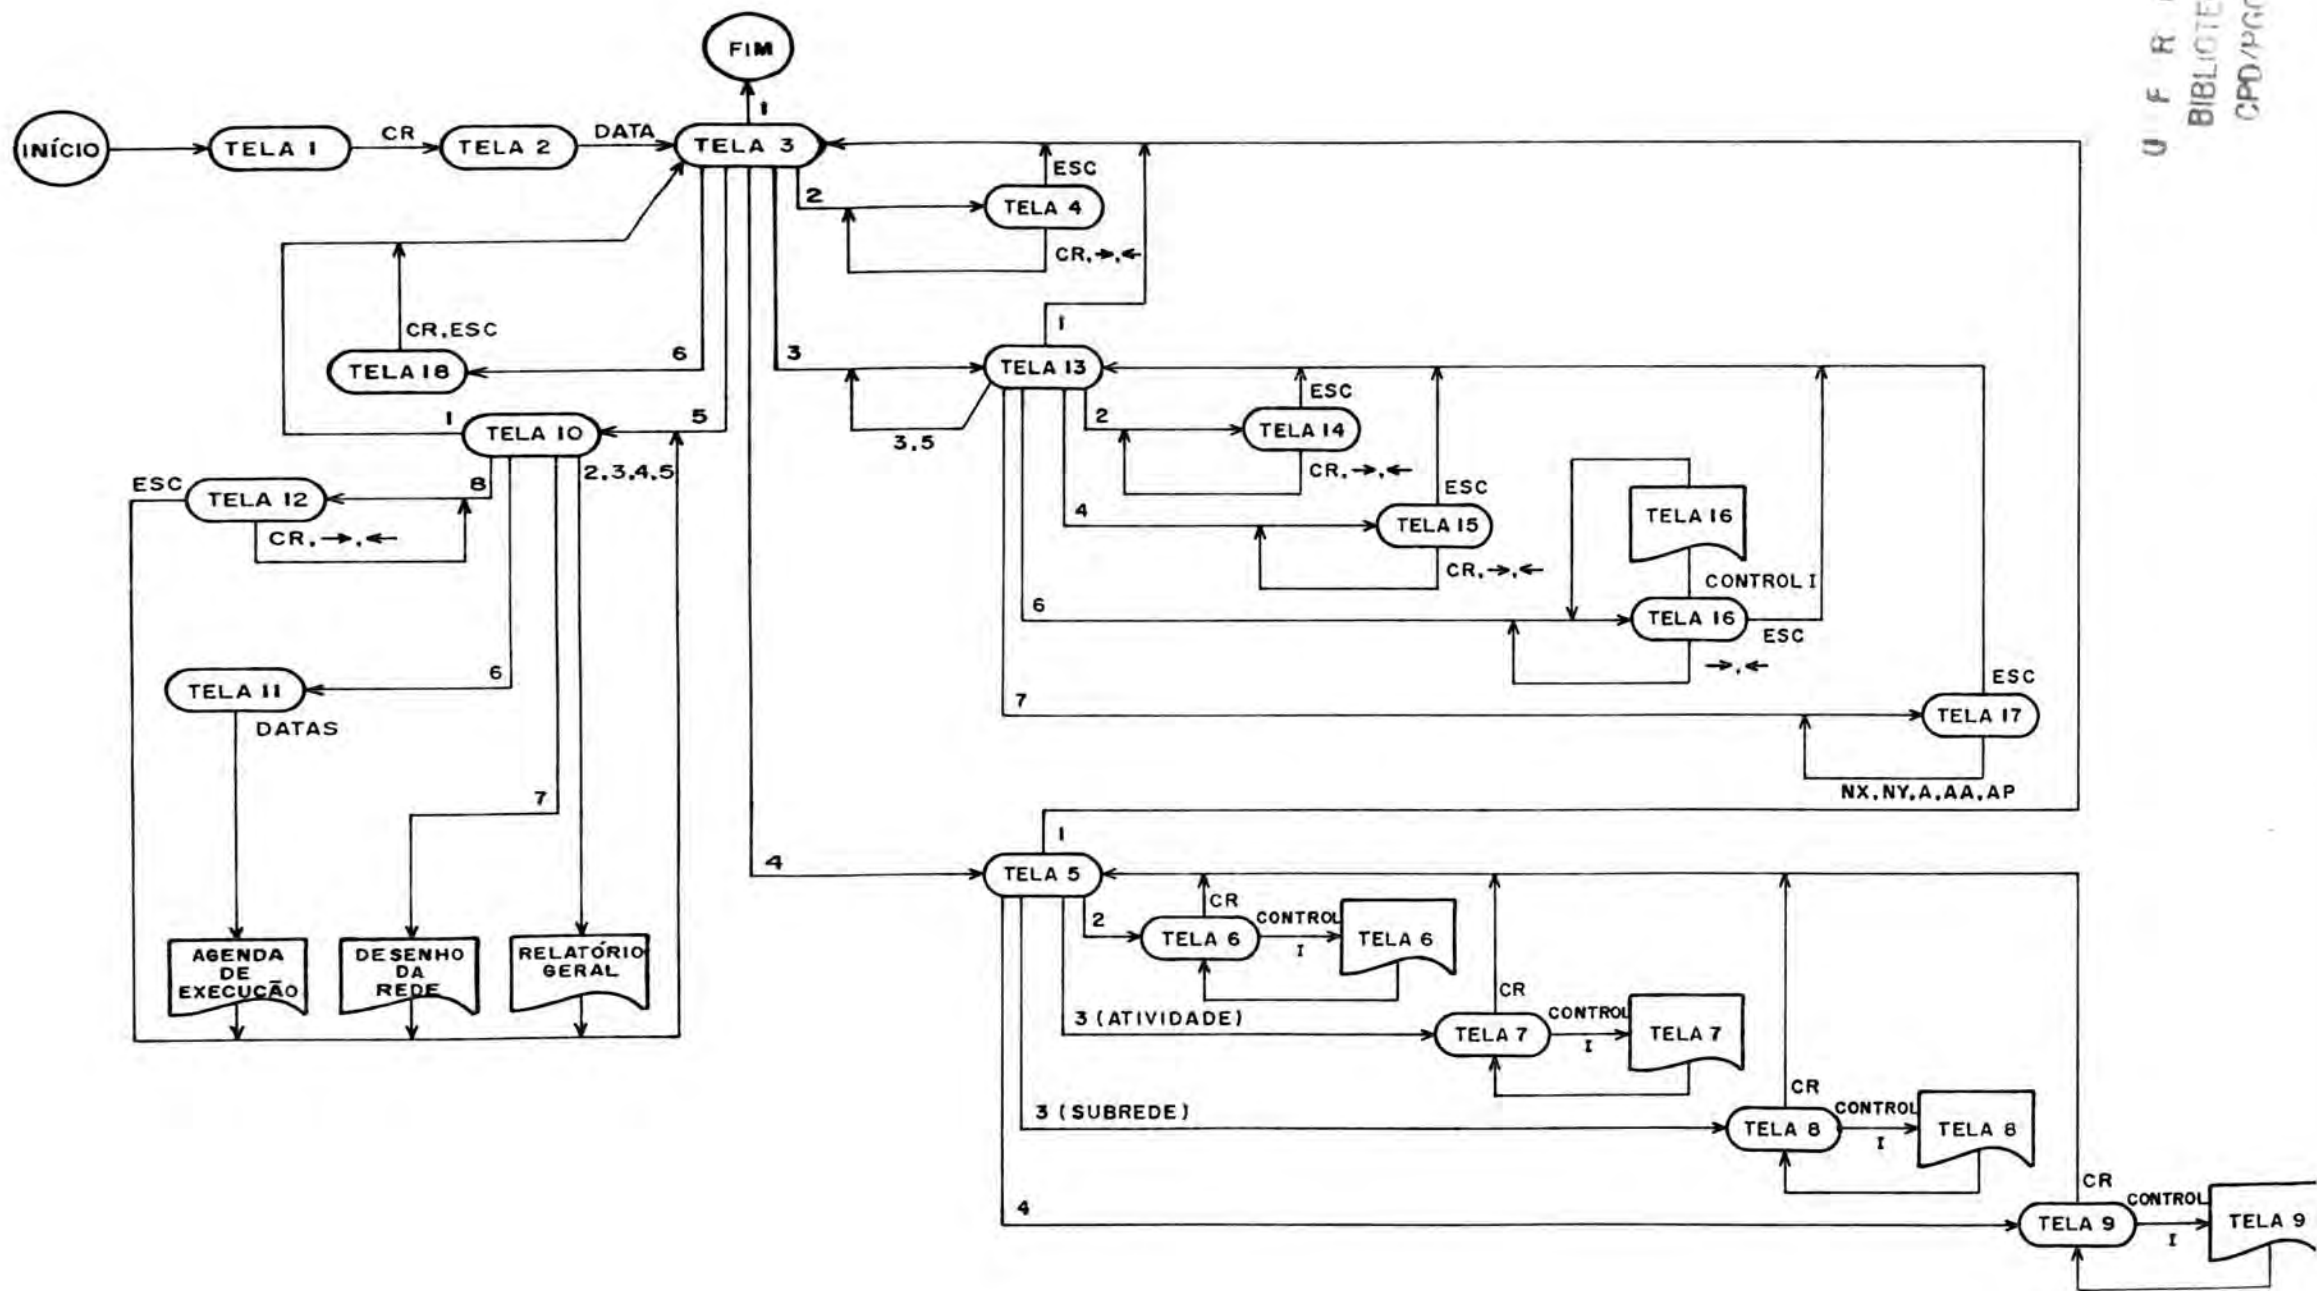 FIM
U F R
BIBLIOTE
CPD/PGC
1
INÍCIO
TELA 1
CR
TELA 2
DATA
TELA 3
ESC
2
TELA 4
CR,→,←
1
CR,ESC
TELA 18
6
3
TELA 13
ESC
1
TELA 10
5
2
TELA 14
3,5
2,3,4,5
CR,→,←
ESC
TELA 12
8
ESC
CR,→,←
4
TELA 15
TELA 16
CR,→,←
CONTROL I
6
TELA 16
ESC
→,←
TELA 11
6
DATAS
ESC
7
TELA 17
7
NX,NY,A,AA,AP
1
4
TELA 5
CR
2
TELA 6
CONTROL
I
TELA 6
AGENDA
DE
EXECUÇÃO
DESENHO
DA
REDE
RELATÓRIO
GERAL
CR
3 (ATIVIDADE)
TELA 7
CONTROL
I
TELA 7
CR
3 (SUBREDE)
TELA 8
CONTROL
I
TELA 8
CR
4
TELA 9
CONTROL
I
TELA 9